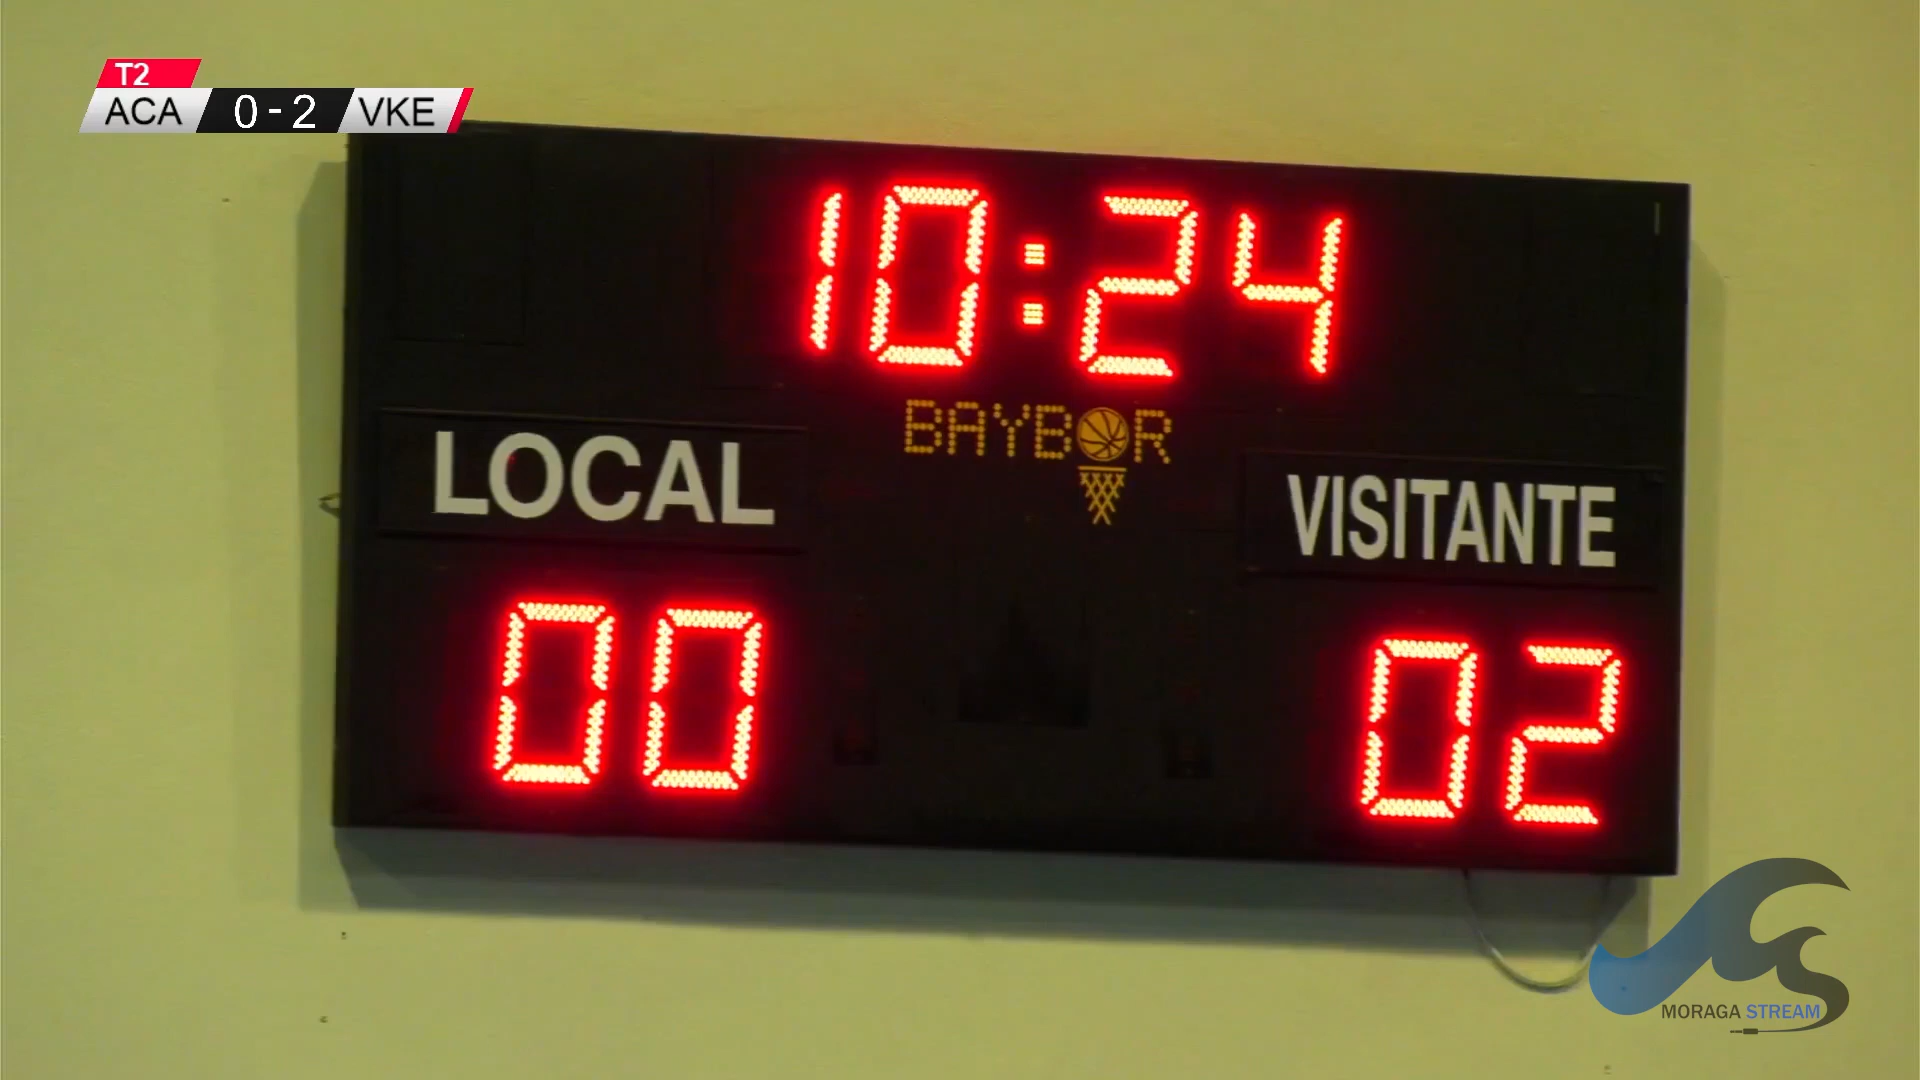 T2
ACA 0 - 2 VKE
10:24
BAYBOR
LOCAL
VISITANTE
00
02
MORAGA STREAM